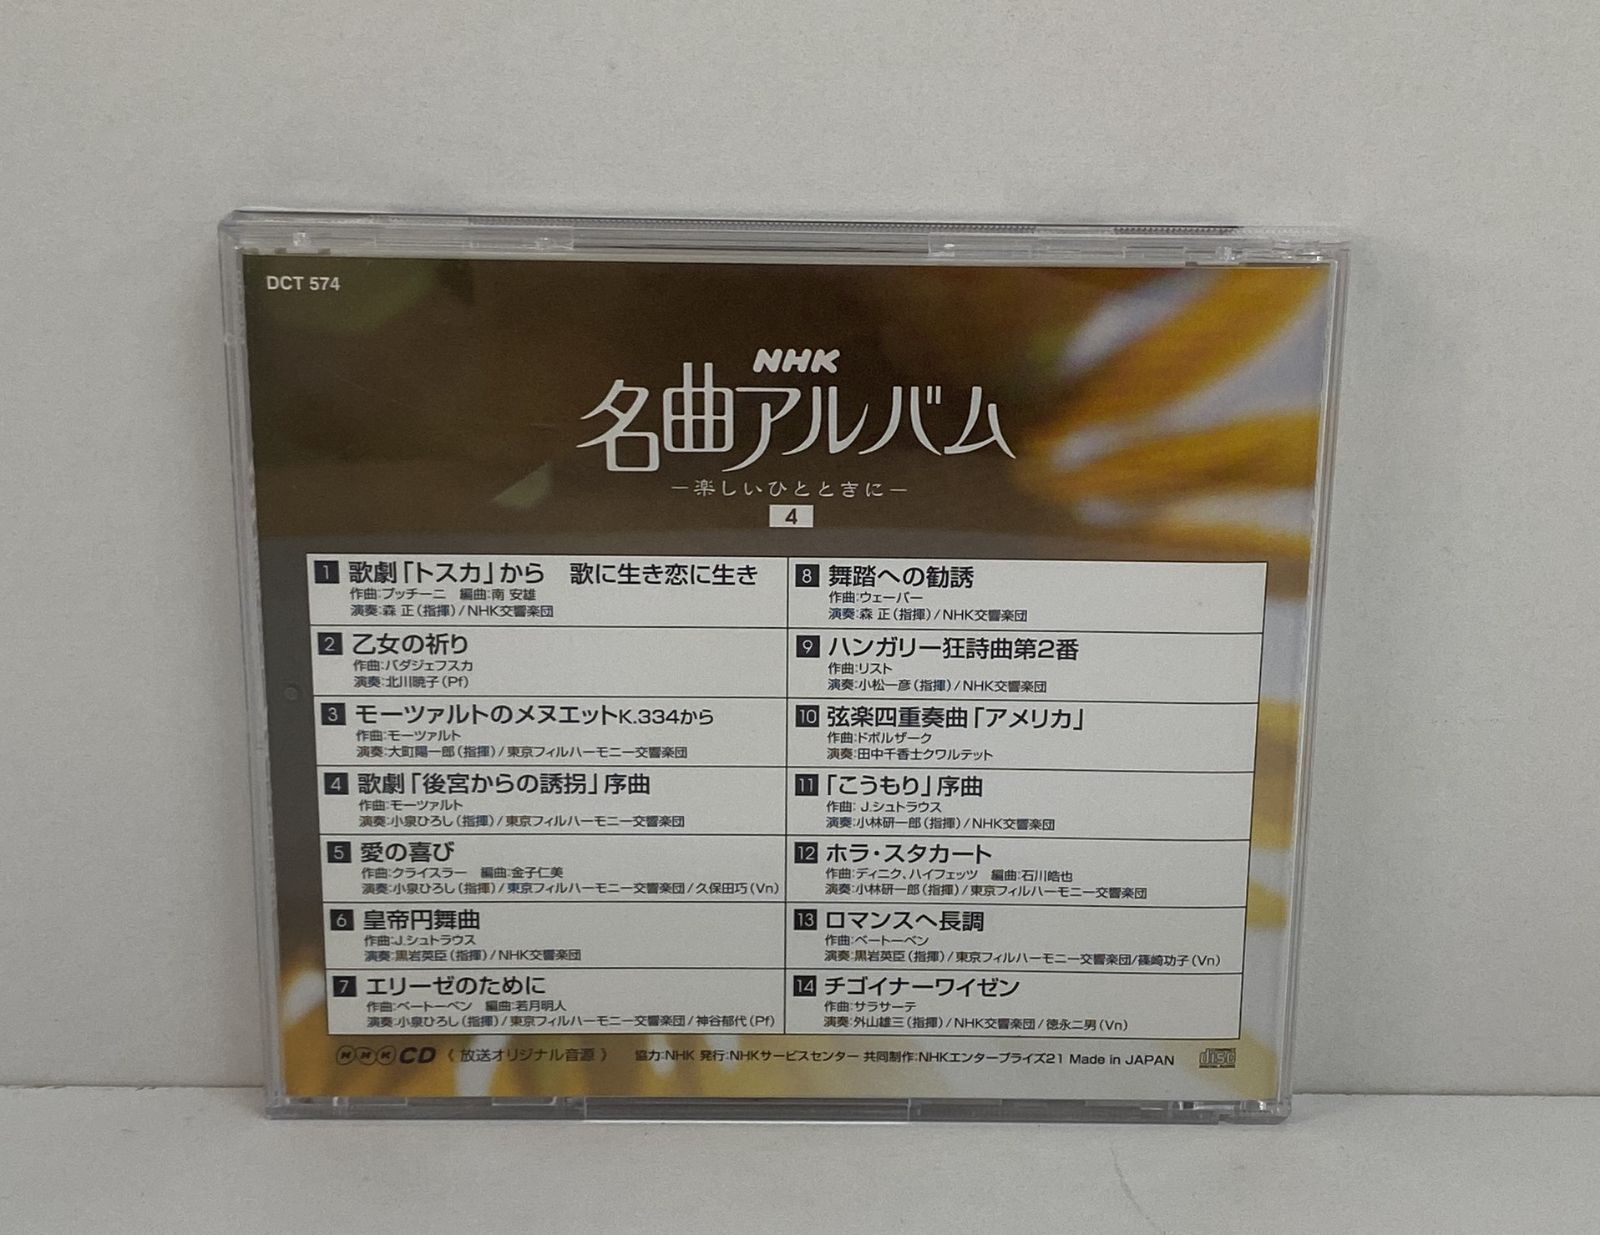 DCT 574
NHK
名曲アルバム
－楽しいひとときに－
4
1 歌劇「トスカ」から　歌に生き恋に生き
作曲:プッチーニ　編曲:南 安雄
演奏:森 正(指揮)/NHK交響楽団
2 乙女の祈り
作曲:バダジェフスカ
演奏:北川暁子(Pf)
3 モーツァルトのメヌエットK.334から
作曲:モーツァルト
演奏:大町陽一郎(指揮)/東京フィルハーモニー交響楽団
4 歌劇「後宮からの誘拐」序曲
作曲:モーツァルト
演奏:小泉ひろし(指揮)/東京フィルハーモニー交響楽団
5 愛の喜び
作曲:クライスラー　編曲:金子仁美
演奏:小泉ひろし(指揮)/東京フィルハーモニー交響楽団/久保田巧(Vn)
6 皇帝円舞曲
作曲:J.シュトラウス
演奏:黒岩英臣(指揮)/NHK交響楽団
7 エリーゼのために
作曲:ベートーベン　編曲:若月明人
演奏:小泉ひろし(指揮)/東京フィルハーモニー交響楽団/神谷郁代(Pf)
8 舞踏への勧誘
作曲:ウェーバー
演奏:森 正(指揮)/NHK交響楽団
9 ハンガリー狂詩曲第2番
作曲:リスト
演奏:小松一彦(指揮)/NHK交響楽団
10 弦楽四重奏曲「アメリカ」
作曲:ドボルザーク
演奏:田中千香士クワルテット
11 「こうもり」序曲
作曲: J.シュトラウス
演奏:小林研一郎(指揮)/NHK交響楽団
12 ホラ・スタカート
作曲:ディニク、ハイフェッツ　編曲:石川皓也
演奏:小林研一郎(指揮)/東京フィルハーモニー交響楽団
13 ロマンスヘ長調
作曲:ベートーベン
演奏:黒岩英臣(指揮)/東京フィルハーモニー交響楽団/篠崎功子(Vn)
14 チゴイナーワイゼン
作曲:サラサーテ
演奏:外山雄三(指揮)/NHK交響楽団/徳永二男(Vn)
NHK CD《放送オリジナル音源》　協力:NHK 発行:NHKサービスセンター 共同制作:NHKエンタープライズ21 Made in JAPAN
disc